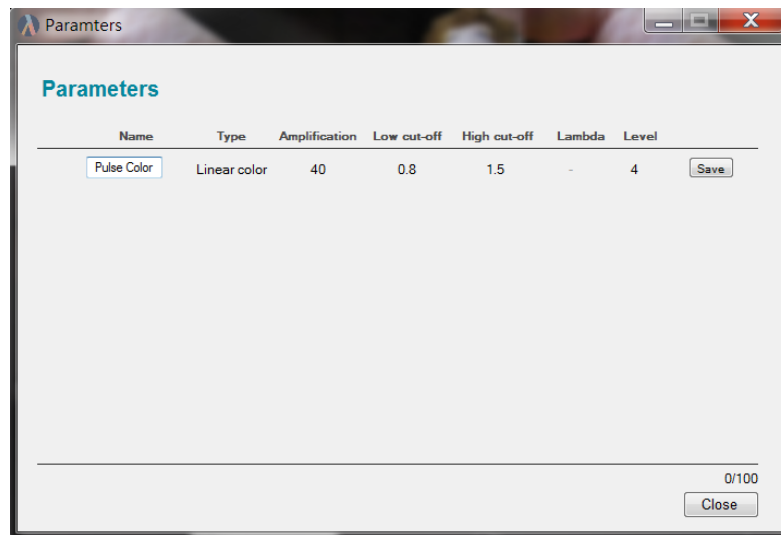 Paramters
Parameters
Name Type Amplification Low cut-off High cut-off Lambda Level
Pulse Color Linear color 40 0.8 1.5 - 4 Save
0/100
Close